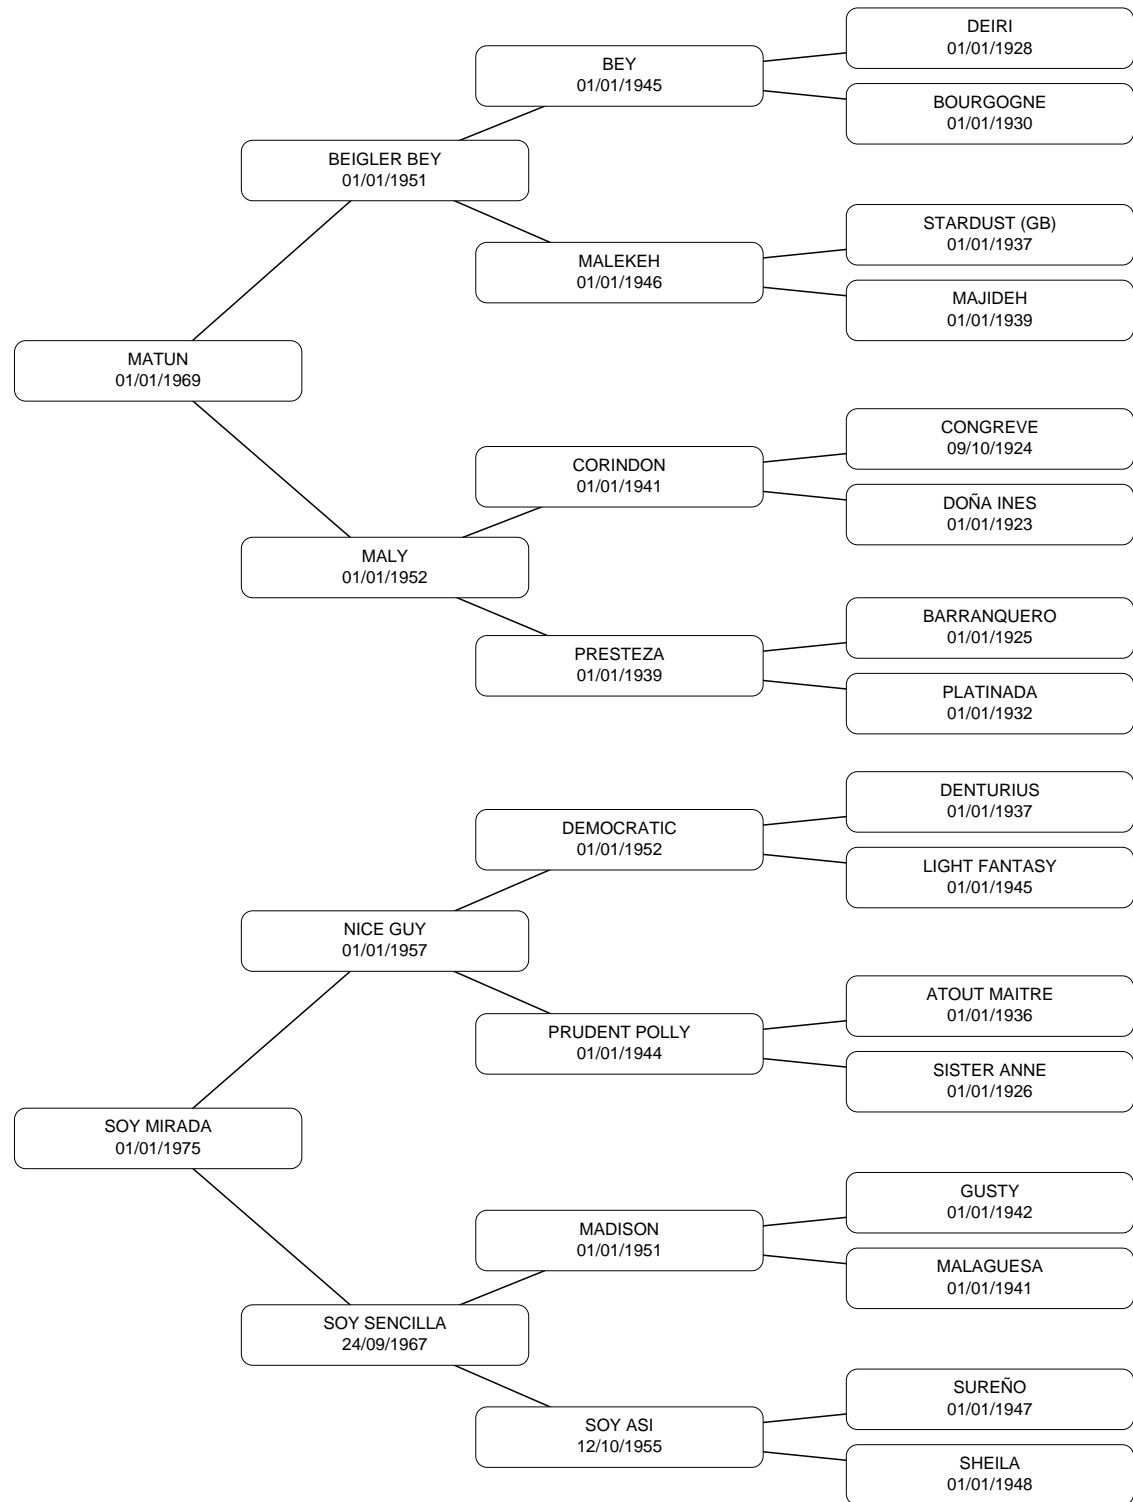 DEIRI
01/01/1928
BEY
01/01/1945
BOURGOGNE
01/01/1930
BEIGLER BEY
01/01/1951
STARDUST (GB)
01/01/1937
MALEKEH
01/01/1946
MAJIDEH
01/01/1939
MATUN
01/01/1969
CONGREVE
09/10/1924
CORINDON
01/01/1941
DOÑA INES
01/01/1923
MALY
01/01/1952
BARRANQUERO
01/01/1925
PRESTEZA
01/01/1939
PLATINADA
01/01/1932
DENTURIUS
01/01/1937
DEMOCRATIC
01/01/1952
LIGHT FANTASY
01/01/1945
NICE GUY
01/01/1957
ATOUT MAITRE
01/01/1936
PRUDENT POLLY
01/01/1944
SISTER ANNE
01/01/1926
SOY MIRADA
01/01/1975
GUSTY
01/01/1942
MADISON
01/01/1951
MALAGUESA
01/01/1941
SOY SENCILLA
24/09/1967
SUREÑO
01/01/1947
SOY ASI
12/10/1955
SHEILA
01/01/1948